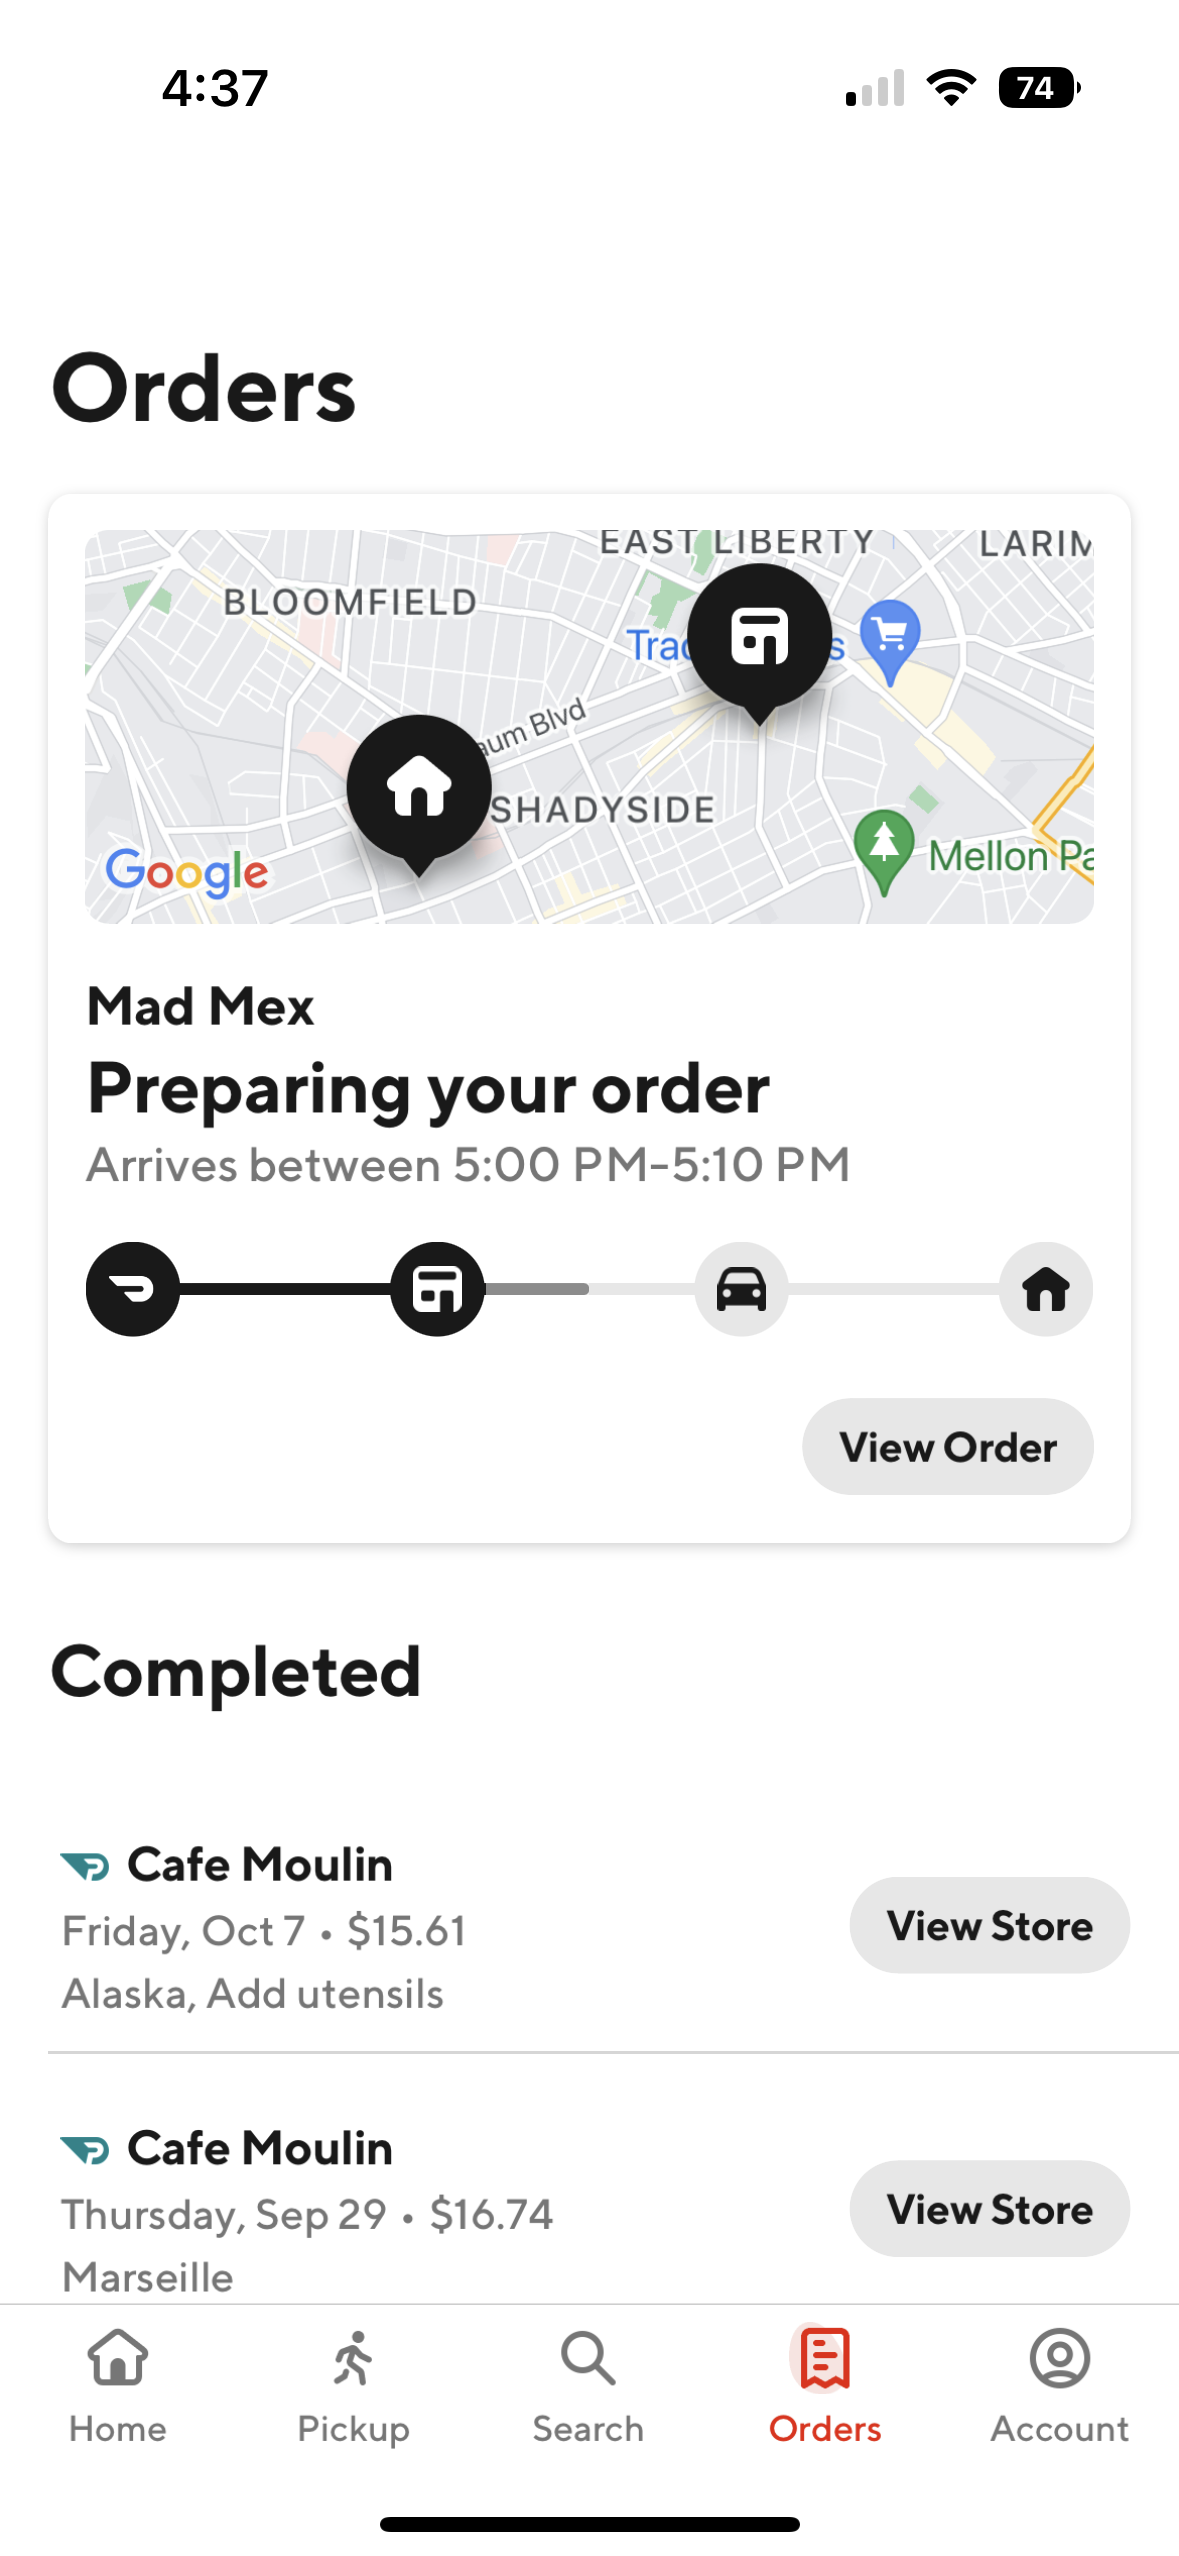 4:37
74
Orders
EAST LIBERTY
LARIM
BLOOMFIELD
Trad s
aum Blvd
SHADYSIDE
Mellon Pa
Google
Mad Mex
Preparing your order
Arrives between 5:00 PM-5:10 PM
View Order
Completed
Cafe Moulin
Friday, Oct 7 • $15.61
Alaska, Add utensils
View Store
Cafe Moulin
Thursday, Sep 29 • $16.74
Marseille
View Store
Home
Pickup
Search
Orders
Account